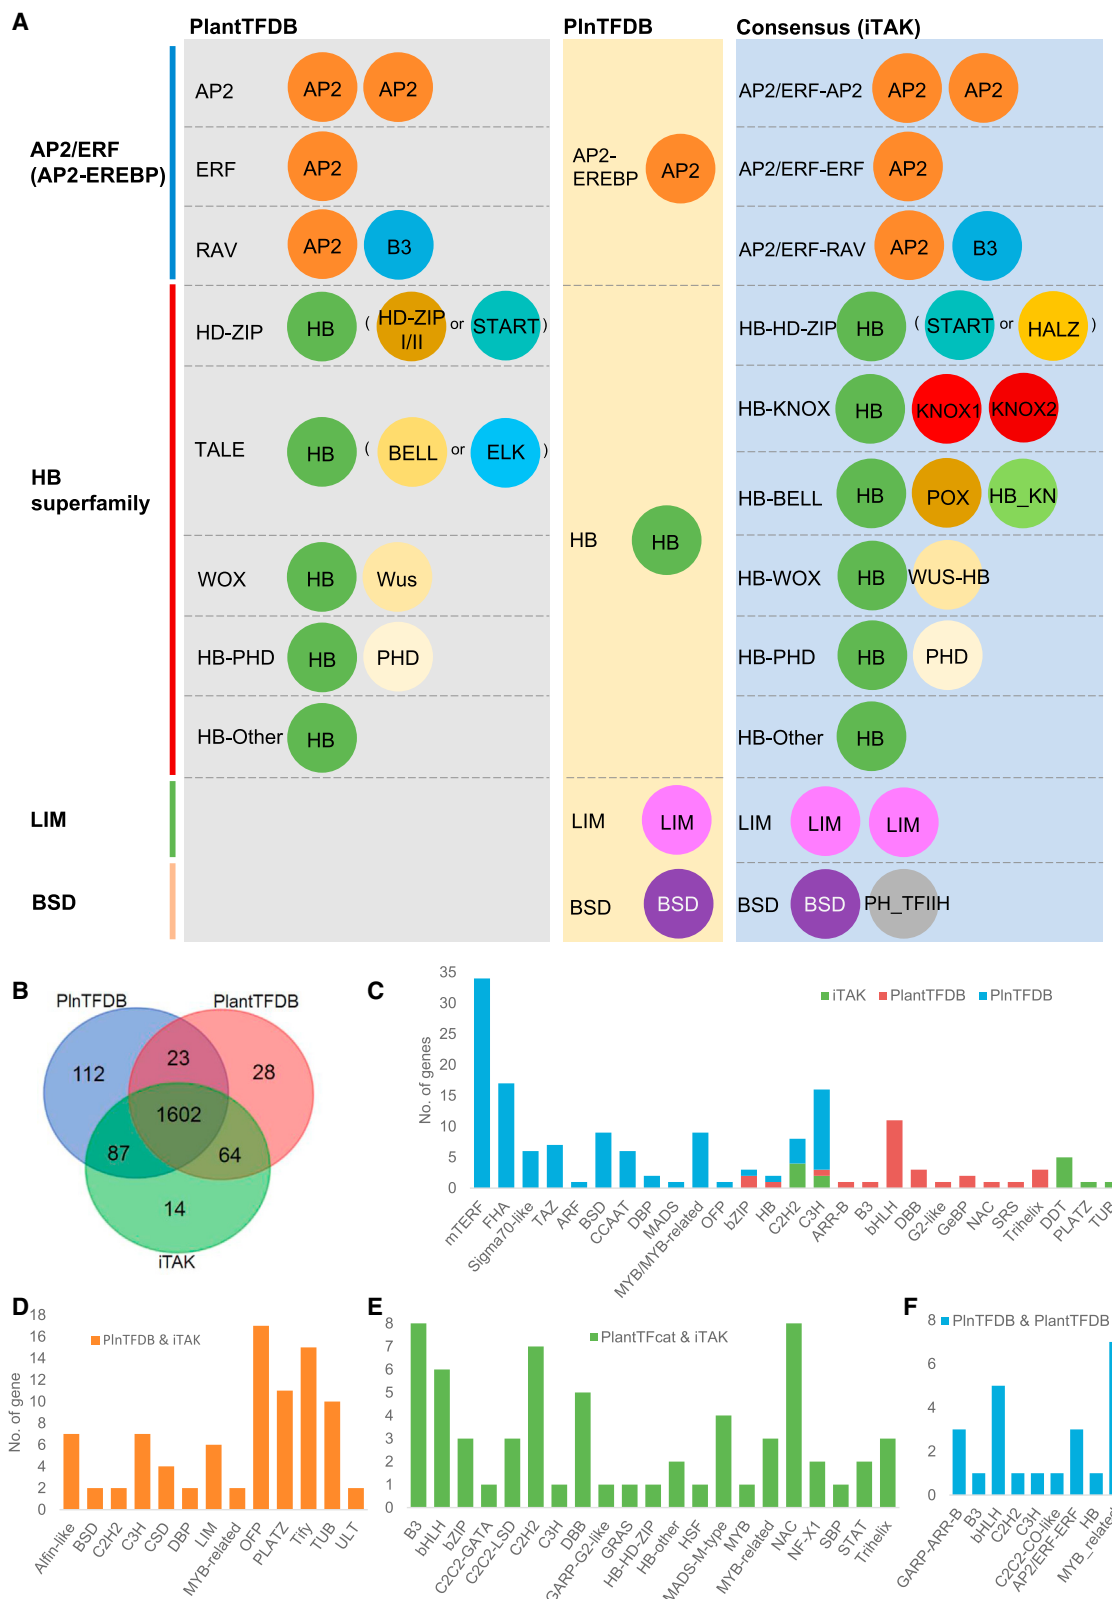 A
PlantTFDB
PlnTFDB
Consensus (iTAK)
AP2/ERF
(AP2-EREBP)
AP2
AP2
AP2
ERF
AP2
RAV
AP2
B3
AP2-
EREBP
AP2
AP2/ERF-AP2
AP2
AP2
AP2/ERF-ERF
AP2
AP2/ERF-RAV
AP2
B3
HB
superfamily
HD-ZIP
HB
(
HD-ZIP
I/II
or
START
)
TALE
HB
(
BELL
or
ELK
)
WOX
HB
Wus
HB-PHD
HB
PHD
HB-Other
HB
HB
HB
HB-HD-ZIP
HB
(
START
or
HALZ
)
HB-KNOX
HB
KNOX1
KNOX2
HB-BELL
HB
POX
HB_KN
HB-WOX
HB
WUS-HB
HB-PHD
HB
PHD
HB-Other
HB
LIM
LIM
LIM
LIM
LIM
LIM
BSD
BSD
BSD
BSD
BSD
PH_TFIIH
B
PlnTFDB
PlantTFDB
112
23
28
1602
87
64
14
iTAK
C
No. of genes
35
30
25
20
15
10
5
0
iTAK
PlantTFDB
PlnTFDB
mTERF
FHA
Sigma70-like
TAZ
ARF
BSD
CCAAT
DBP
MADS
MYB/MYB-related
OFP
bZIP
HB
C2H2
C3H
ARR-B
B3
bHLH
DBB
G2-like
GeBP
NAC
SRS
Trihelix
DDT
PLATZ
TUB
D
No. of gene
18
16
14
12
10
8
6
4
2
0
PlnTFDB & iTAK
Alfin-like
BSD
C2H2
C3H
CSD
DBP
LIM
MYB-related
OFP
PLATZ
Tify
TUB
ULT
E
8
7
6
5
4
3
2
1
0
PlantTFcat & iTAK
B3
bHLH
bZIP
C2C2-GATA
C2C2-LSD
C2H2
C3H
DBB
GARP-G2-like
GRAS
HB-HD-ZIP
HB-other
HSF
MADS-M-type
MYB
MYB-related
NAC
NF-X1
SBP
STAT
Trihelix
F
8
6
4
2
0
PlnTFDB & PlantTFDB
GARP-ARR-B
B3
bHLH
C2H2
C3H
C2C2-CO-like
AP2/ERF-ERF
HB
MYB_related